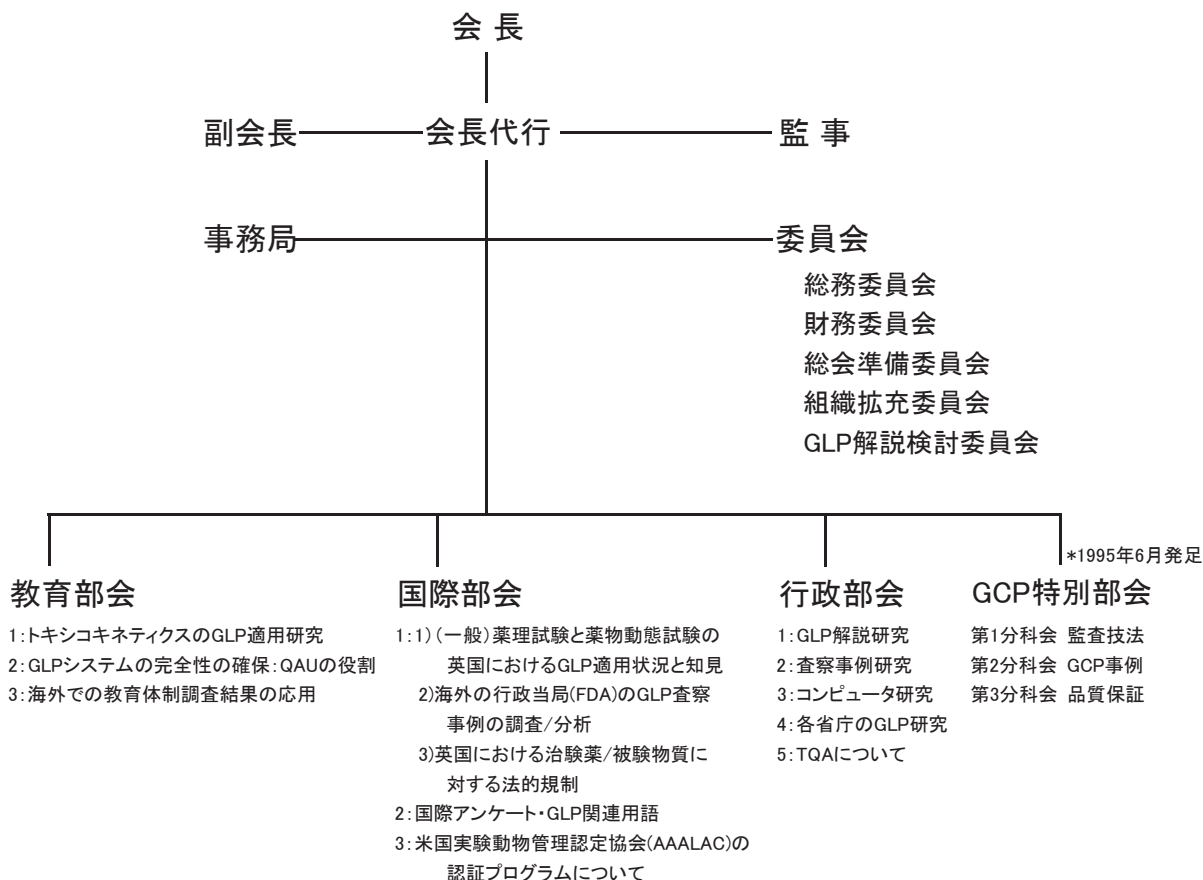 会 長
副会長
会長代行
監 事
事務局
委員会
総務委員会
財務委員会
総会準備委員会
組織拡充委員会
GLP解説検討委員会
教育部会
1:トキシコキネティクスのGLP適用研究
2:GLPシステムの完全性の確保:QAUの役割
3:海外での教育体制調査結果の応用
国際部会
1:1)(一般)薬理試験と薬物動態試験の
英国におけるGLP適用状況と知見
2)海外の行政当局(FDA)のGLP査察
事例の調査/分析
3)英国における治験薬/被験物質に
対する法的規制
2:国際アンケート・GLP関連用語
3:米国実験動物管理認定協会(AAALAC)の
認証プログラムについて
行政部会
1:GLP解説研究
2:査察事例研究
3:コンピュータ研究
4:各省庁のGLP研究
5:TQAについて
*1995年6月発足
GCP特別部会
第1分科会 監査技法
第2分科会 GCP事例
第3分科会 品質保証